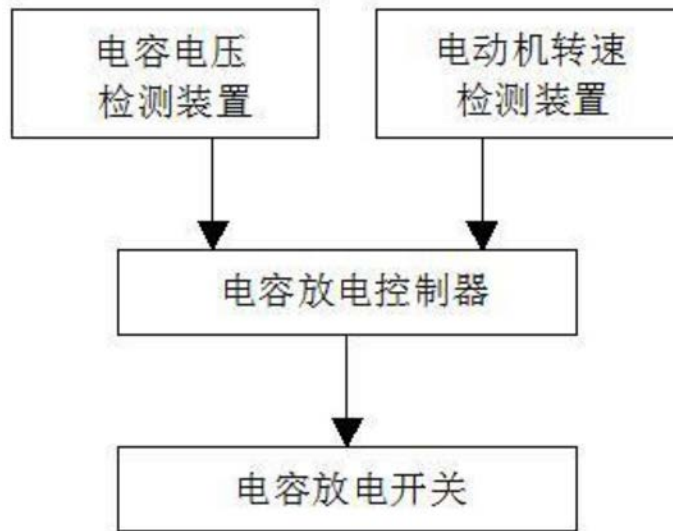 电容电压
检测装置
电动机转速
检测装置
电容放电控制器
电容放电开关